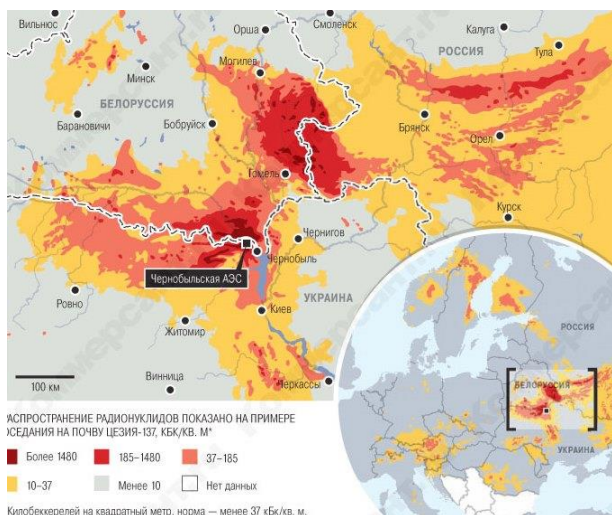 Вильнюс
Орша
Смоленск
Калуга
РОССИЯ
Тула
Могилев
Минск
БЕЛОРУССИЯ
Барановичи
Бобруйск
Брянск
Орел
Гомель
Курск
Чернигов
Чернобыль
Чернобыльская АЭС
УКРАИНА
Ровно
Киев
Житомир
Черкассы
Винница
100 км
РОССИЯ
БЕЛОРУССИЯ
УКРАИНА
РАСПРОСТРАНЕНИЕ РАДИОНУКЛИДОВ ПОКАЗАНО НА ПРИМЕРЕ
ОСЕДАНИЯ НА ПОЧВУ ЦЕЗИЯ-137, КБК/КВ. М*
Более 1480
185–1480
37–185
10–37
Менее 10
Нет данных
Килобеккерелей на квадратный метр, норма — менее 37 кБк/кв. м.